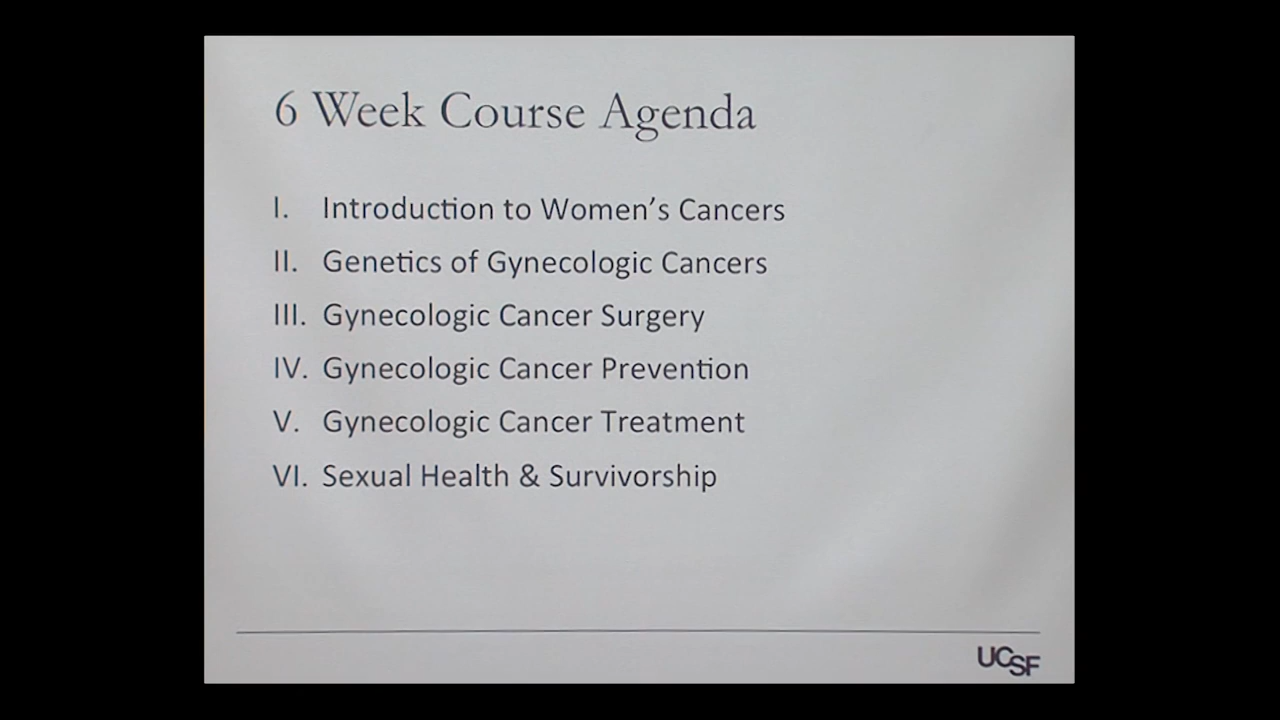 6 Week Course Agenda
I. Introduction to Women’s Cancers
II. Genetics of Gynecologic Cancers
III. Gynecologic Cancer Surgery
IV. Gynecologic Cancer Prevention
V. Gynecologic Cancer Treatment
VI. Sexual Health & Survivorship
UCSF